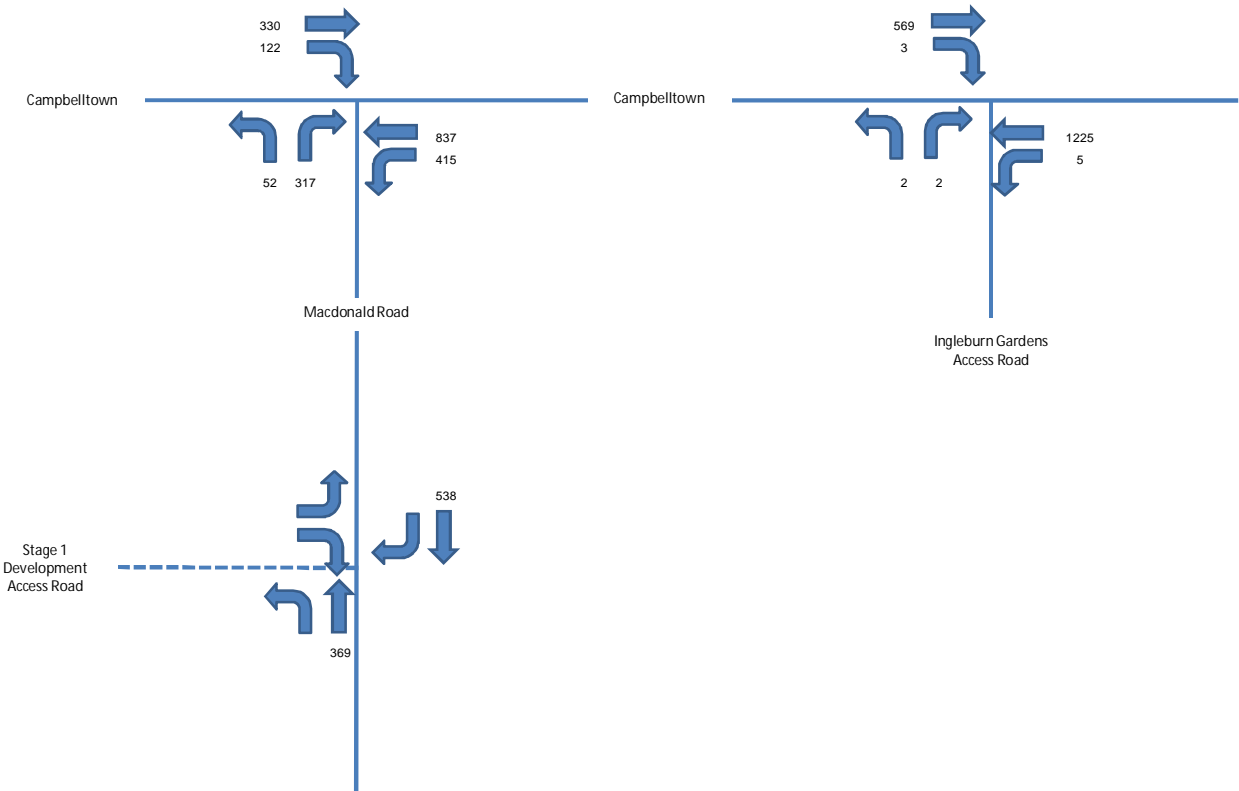 330
122
Campbelltown
837
415
52 317
Macdonald Road
538
Stage 1
Development
Access Road
369
569
3
Campbelltown
1225
5
2 2
Ingleburn Gardens
Access Road